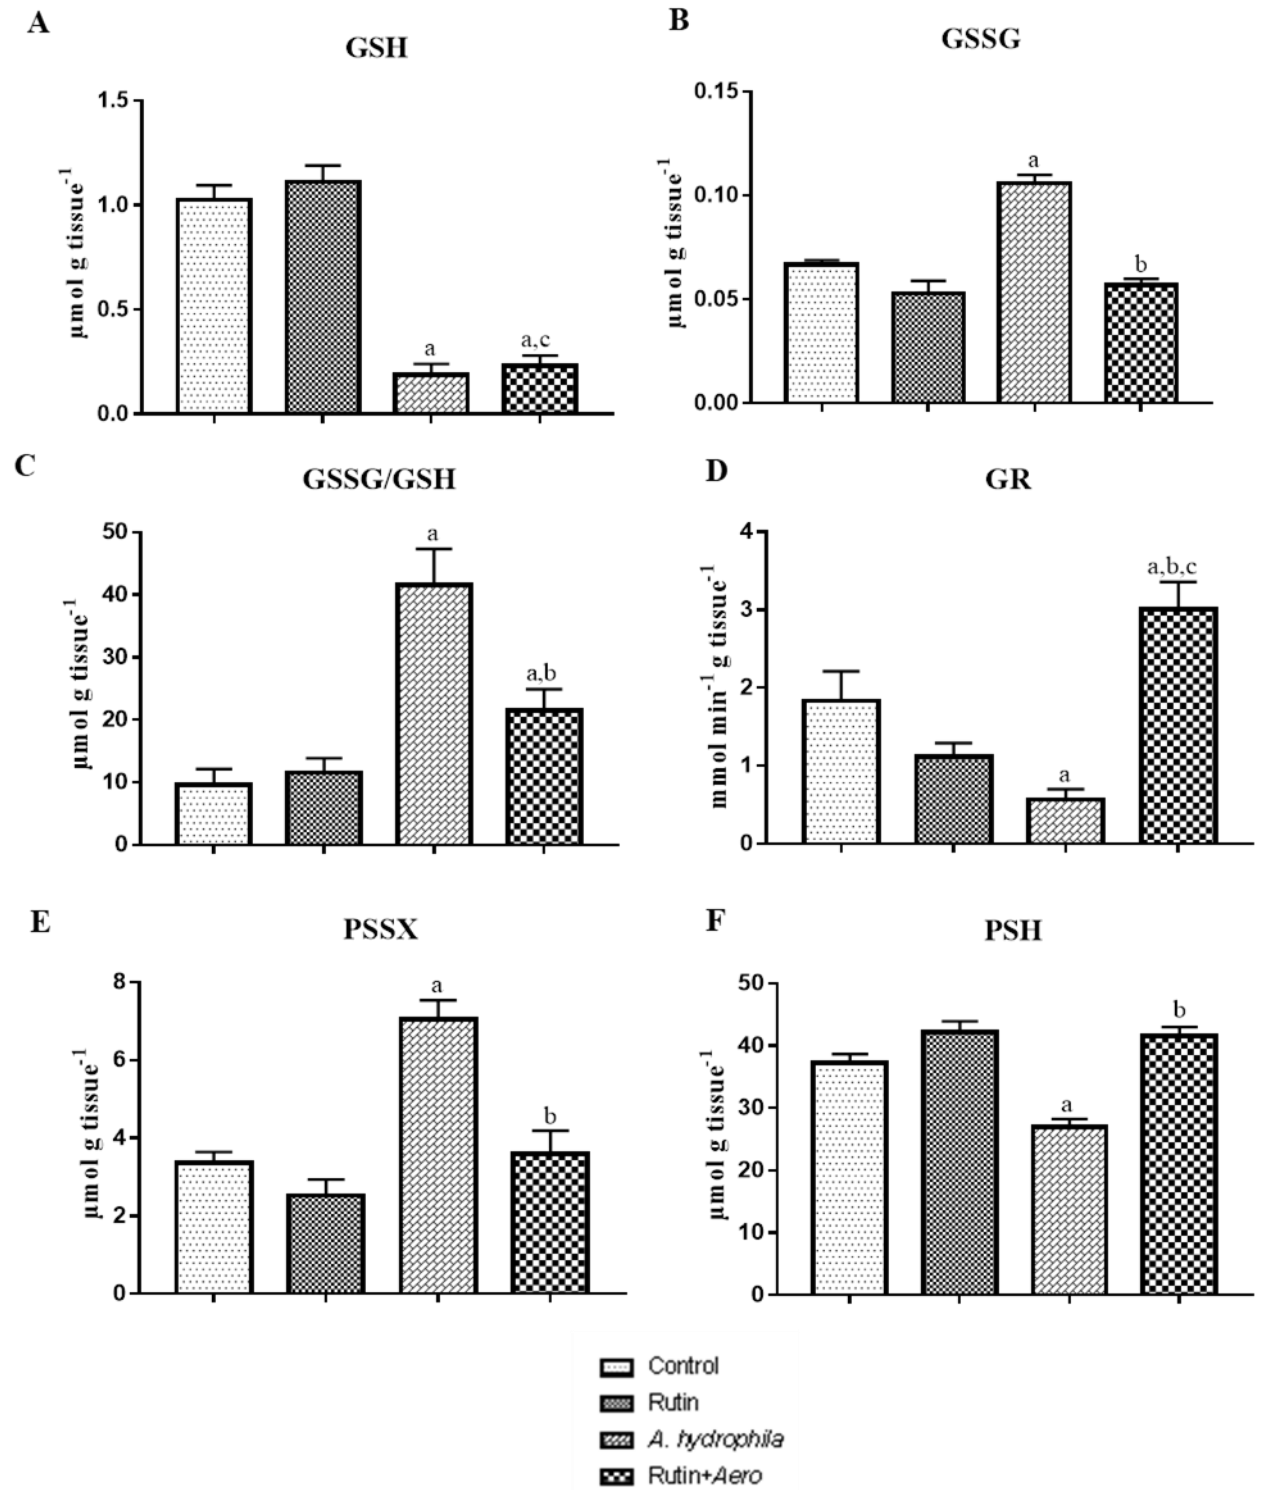 A
GSH
1.5
1.0
0.5
0.0
µmol g tissue-1
a
a,c
B
GSSG
0.15
0.10
0.05
0.00
µmol g tissue-1
a
b
C
GSSG/GSH
50
40
30
20
10
0
µmol g tissue-1
a
a,b
D
GR
4
3
2
1
0
mmol min-1 g tissue-1
a
a,b,c
E
PSSX
8
6
4
2
0
µmol g tissue-1
a
b
F
PSH
50
40
30
20
10
0
µmol g tissue-1
a
b
Control
Rutin
A. hydrophila
Rutin+Aero